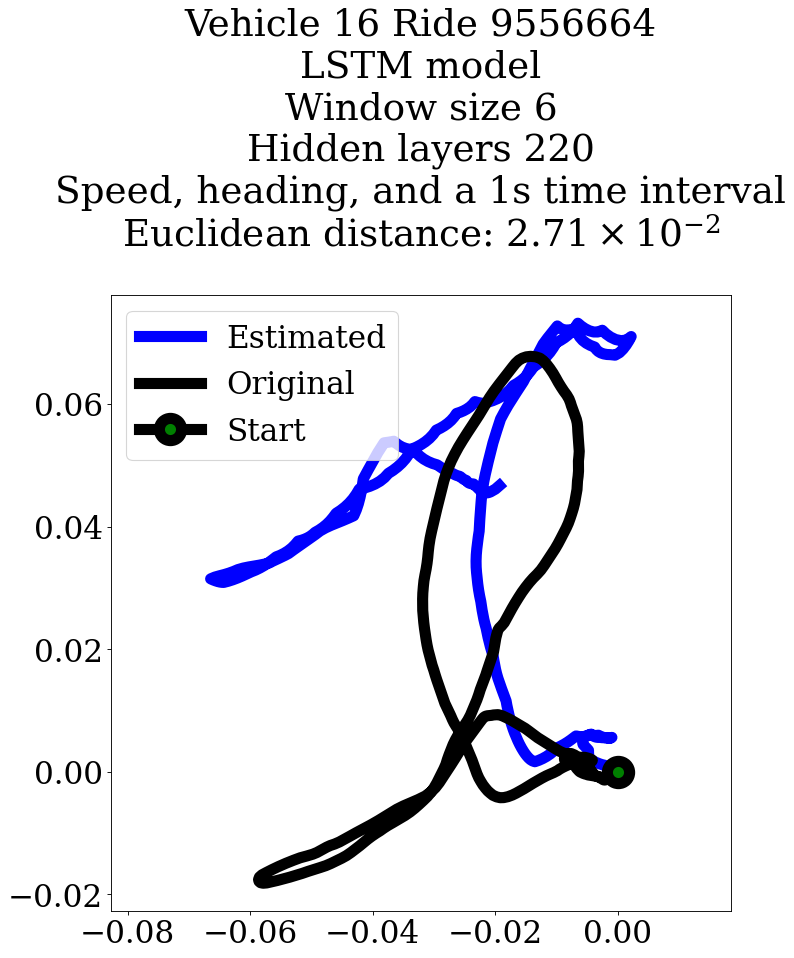 Vehicle 16 Ride 9556664
LSTM model
Window size 6
Hidden layers 220
Speed, heading, and a 1s time interval
Euclidean distance: 2.71 × 10⁻²
Estimated
Original
Start
0.06
0.04
0.02
0.00
−0.02
−0.08 −0.06 −0.04 −0.02 0.00